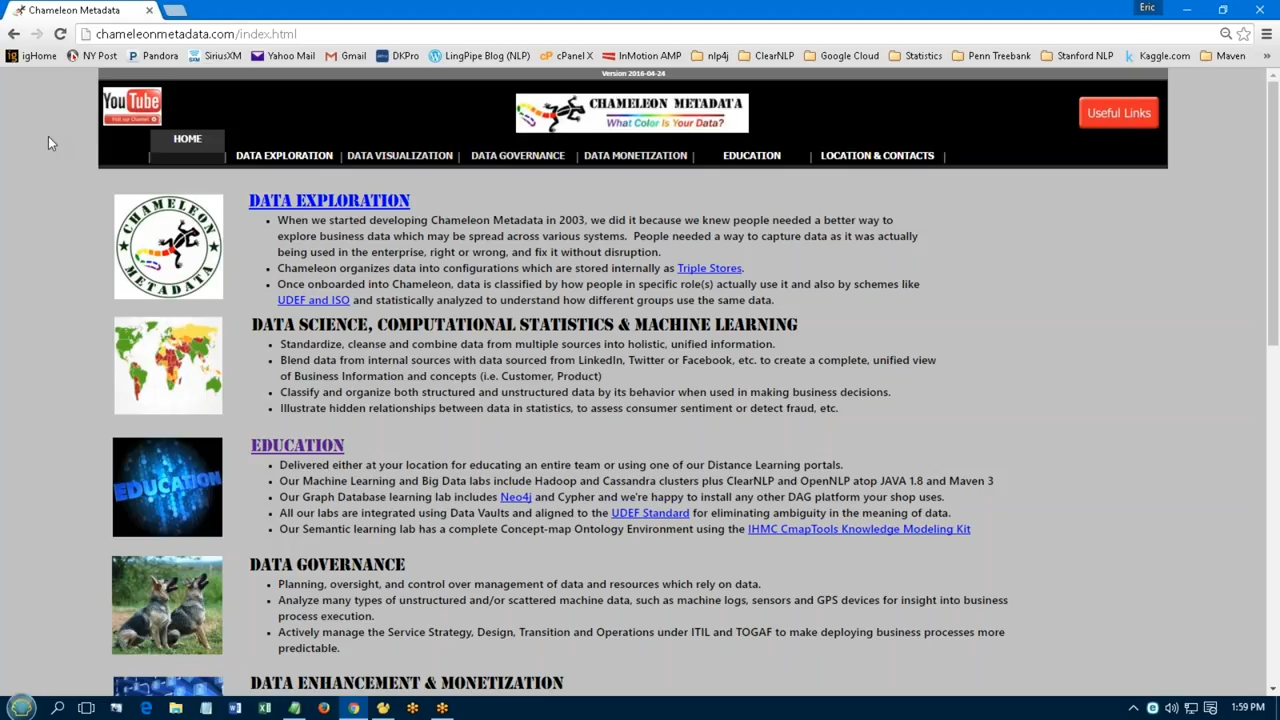 Chameleon Metadata
Eric
chameleonmetadata.com/index.html
igHome NY Post Pandora SiriusXM Yahoo Mail Gmail DKPro LingPipe Blog (NLP) cPanel X InMotion AMP nlp4j ClearNLP Google Cloud Statistics Penn Treebank Stanford NLP Kaggle.com Maven »
Version 2016-04-24
YouTube
Visit our Channel
CHAMELEON METADATA
What Color Is Your Data?
Useful Links
HOME
DATA EXPLORATION | DATA VISUALIZATION | DATA GOVERNANCE | DATA MONETIZATION | EDUCATION | LOCATION & CONTACTS |
CHAMELEON METADATA
DATA EXPLORATION
• When we started developing Chameleon Metadata in 2003, we did it because we knew people needed a better way to
explore business data which may be spread across various systems. People needed a way to capture data as it was actually
being used in the enterprise, right or wrong, and fix it without disruption.
• Chameleon organizes data into configurations which are stored internally as Triple Stores.
• Once onboarded into Chameleon, data is classified by how people in specific role(s) actually use it and also by schemes like
UDEF and ISO and statistically analyzed to understand how different groups use the same data.
DATA SCIENCE, COMPUTATIONAL STATISTICS & MACHINE LEARNING
• Standardize, cleanse and combine data from multiple sources into holistic, unified information.
• Blend data from internal sources with data sourced from LinkedIn, Twitter or Facebook, etc. to create a complete, unified view
of Business Information and concepts (i.e. Customer, Product)
• Classify and organize both structured and unstructured data by its behavior when used in making business decisions.
• Illustrate hidden relationships between data in statistics, to assess consumer sentiment or detect fraud, etc.
EDUCATION
EDUCATION
• Delivered either at your location for educating an entire team or using one of our Distance Learning portals.
• Our Machine Learning and Big Data labs include Hadoop and Cassandra clusters plus ClearNLP and OpenNLP atop JAVA 1.8 and Maven 3
• Our Graph Database learning lab includes Neo4j and Cypher and we're happy to install any other DAG platform your shop uses.
• All our labs are integrated using Data Vaults and aligned to the UDEF Standard for eliminating ambiguity in the meaning of data.
• Our Semantic learning lab has a complete Concept-map Ontology Environment using the IHMC CmapTools Knowledge Modeling Kit
DATA GOVERNANCE
• Planning, oversight, and control over management of data and resources which rely on data.
• Analyze many types of unstructured and/or scattered machine data, such as machine logs, sensors and GPS devices for insight into business
process execution.
• Actively manage the Service Strategy, Design, Transition and Operations under ITIL and TOGAF to make deploying business processes more
predictable.
DATA ENHANCEMENT & MONETIZATION
1:59 PM